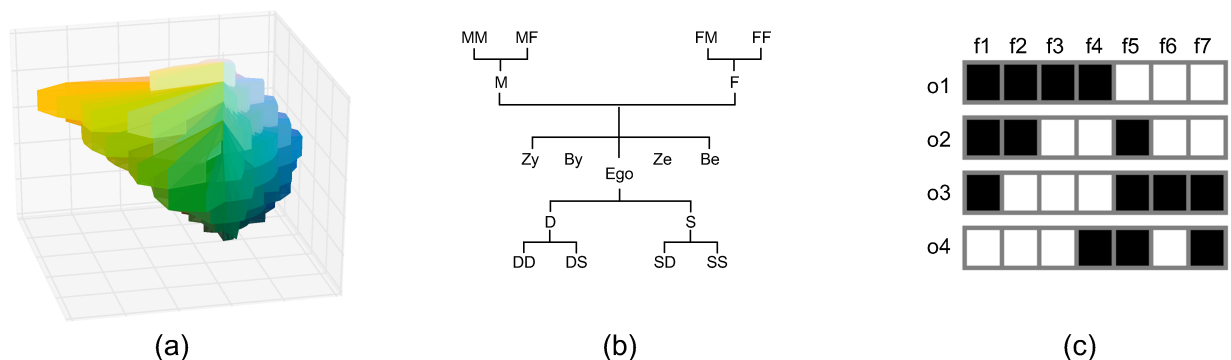 MM MF FM FF
M F
Zy By Ze Be
Ego
D S
DD DS SD SS
f1 f2 f3 f4 f5 f6 f7
o1
o2
o3
o4
(a) (b) (c)